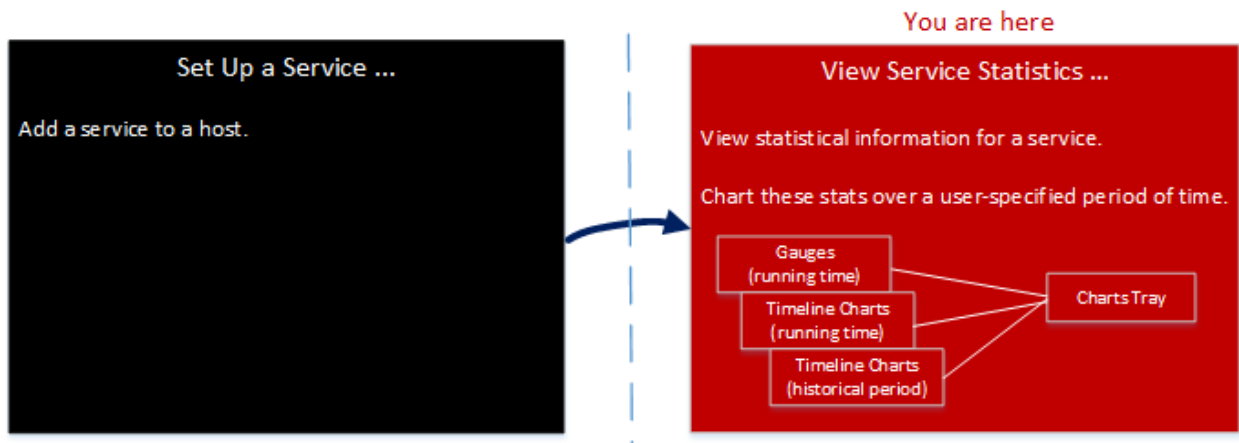 Set Up a Service ...
Add a service to a host.
You are here
View Service Statistics ...
View statistical information for a service.
Chart these stats over a user-specified period of time.
Gauges
(running time)
Timeline Charts
(running time)
Timeline Charts
(historical period)
Charts Tray